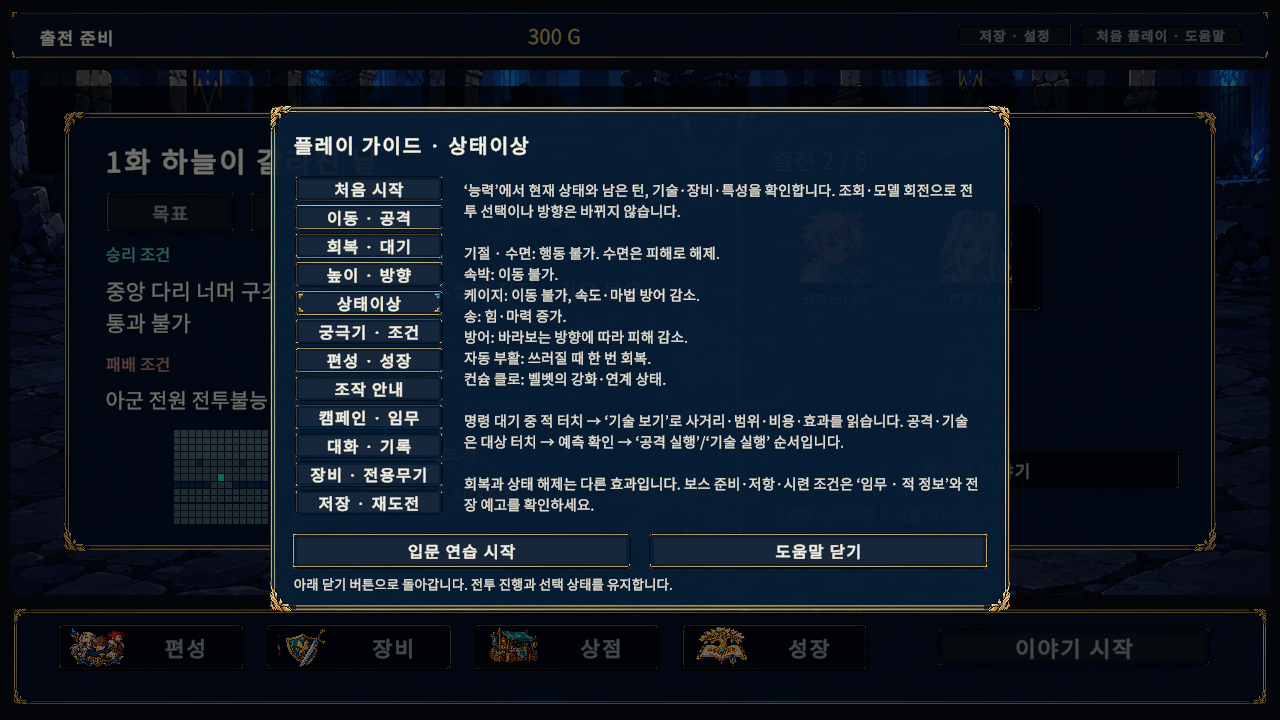 출전 준비
300 G
저장 · 설정
처음 플레이 · 도움말
1화 하늘이 갈라진 날
출전 2 / 6
목표
승리 조건
중앙 다리 너머 구조
통과 불가
패배 조건
아군 전원 전투불능
플레이 가이드 · 상태이상
처음 시작
이동 · 공격
회복 · 대기
높이 · 방향
상태이상
궁극기 · 조건
편성 · 성장
조작 안내
캠페인 · 임무
대화 · 기록
장비 · 전용무기
저장 · 재도전
‘능력’에서 현재 상태와 남은 턴, 기술·장비·특성을 확인합니다. 조회·모델 회전으로 전
투 선택이나 방향은 바뀌지 않습니다.
기절 · 수면: 행동 불가. 수면은 피해로 해제.
속박: 이동 불가.
케이지: 이동 불가, 속도·마법 방어 감소.
송: 힘·마력 증가.
방어: 바라보는 방향에 따라 피해 감소.
자동 부활: 쓰러질 때 한 번 회복.
컨슘 클로: 벨벳의 강화·연계 상태.
명령 대기 중 적 터치 → ‘기술 보기’로 사거리·범위·비용·효과를 읽습니다. 공격·기술
은 대상 터치 → 예측 확인 → ‘공격 실행’/‘기술 실행’ 순서입니다.
회복과 상태 해제는 다른 효과입니다. 보스 준비·저항·시련 조건은 ‘임무 · 적 정보’와 전
장 예고를 확인하세요.
입문 연습 시작
도움말 닫기
아래 닫기 버튼으로 돌아갑니다. 전투 진행과 선택 상태를 유지합니다.
편성
장비
상점
성장
이야기 시작